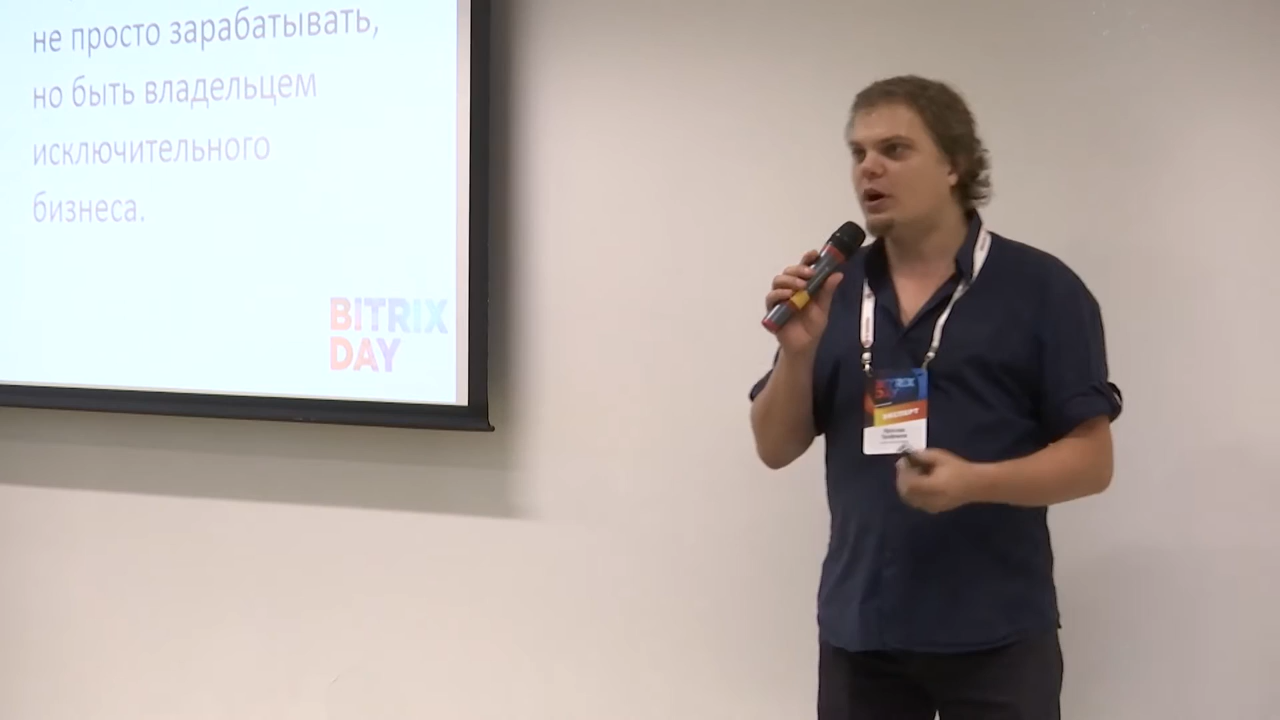 не просто зарабатывать,
но быть владельцем
исключительного
бизнеса.
BITRIX
DAY
ЭКСПЕРТ